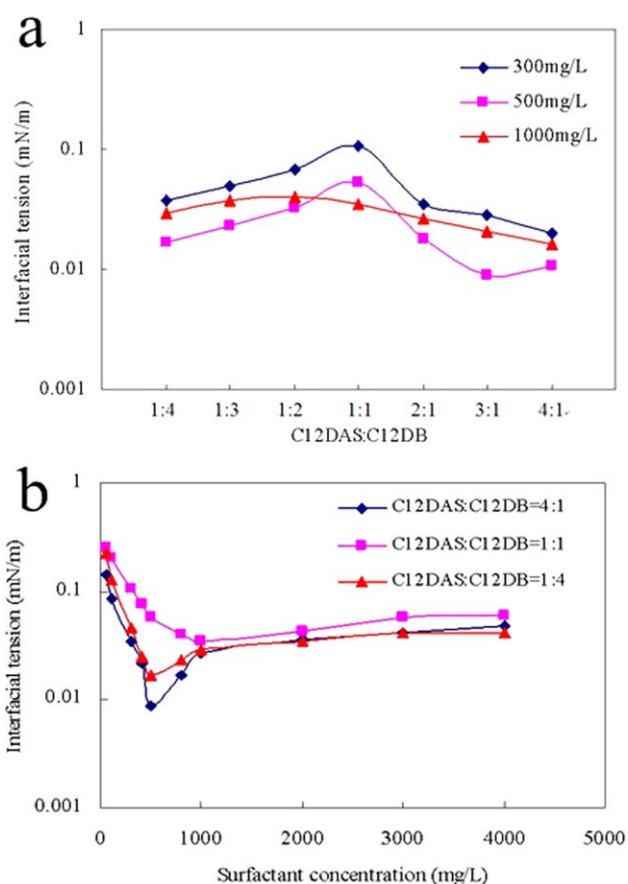 a
1
300mg/L
500mg/L
1000mg/L
0.1
0.01
0.001
Interfacial tension (mN/m)
1:4 1:3 1:2 1:1 2:1 3:1 4:1
C12DAS:C12DB
b
1
C12DAS:C12DB=4:1
C12DAS:C12DB=1:1
C12DAS:C12DB=1:4
0.1
0.01
0.001
Interfacial tension (mN/m)
0 1000 2000 3000 4000 5000
Surfactant concentration (mg/L)